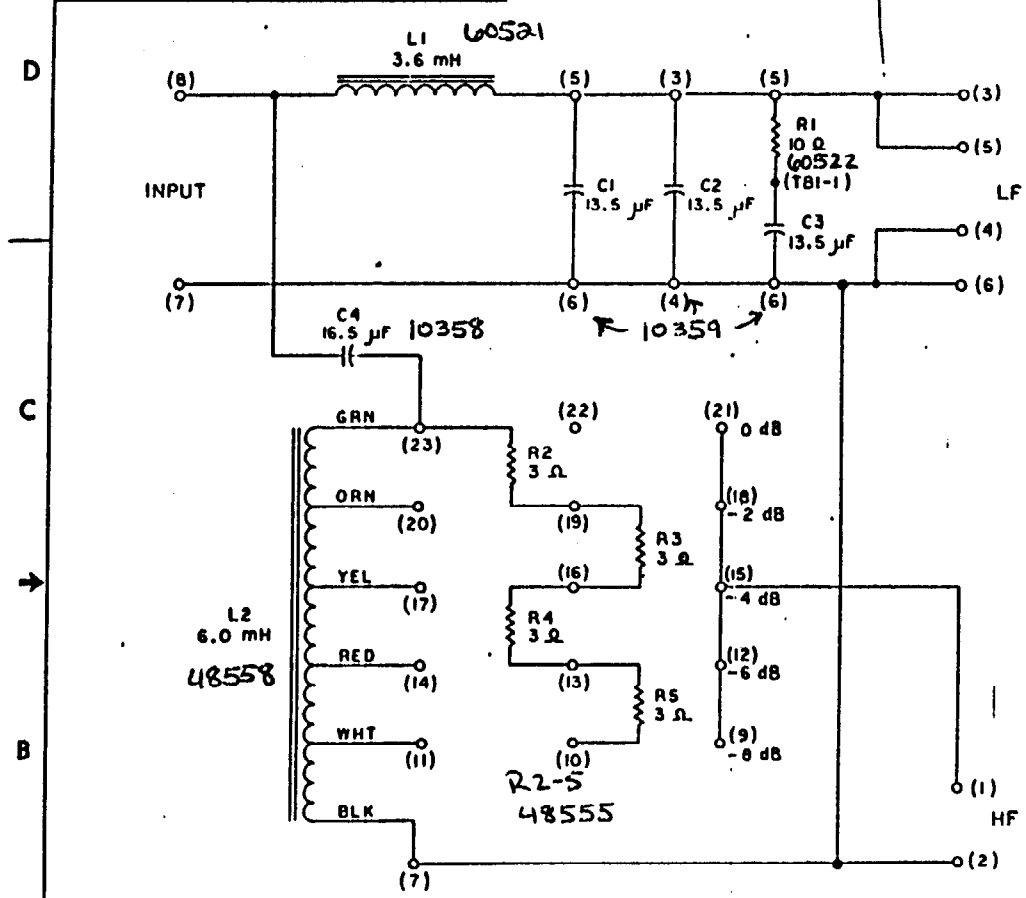 D
L1
60521
3.6 mH
(8)
(5)
(3)
(5)
(3)
R1
10 Ω
60522
(TB1-1)
(5)
INPUT
C1
13.5 µF
C2
13.5 µF
LF
C3
13.5 µF
(4)
(7)
(6)
(4)
(6)
(6)
10359
C4
16.5 µF
10358
C
GRN
(23)
(22)
(21)
0 dB
R2
3 Ω
ORN
(20)
(19)
(18)
-2 dB
R3
3 Ω
YEL
(17)
(16)
(15)
-4 dB
L2
6.0 mH
48558
R4
3 Ω
RED
(14)
(13)
(12)
-6 dB
R5
3 Ω
B
WHT
(11)
(10)
(9)
-8 dB
R2-5
48555
(1)
HF
BLK
(7)
(2)